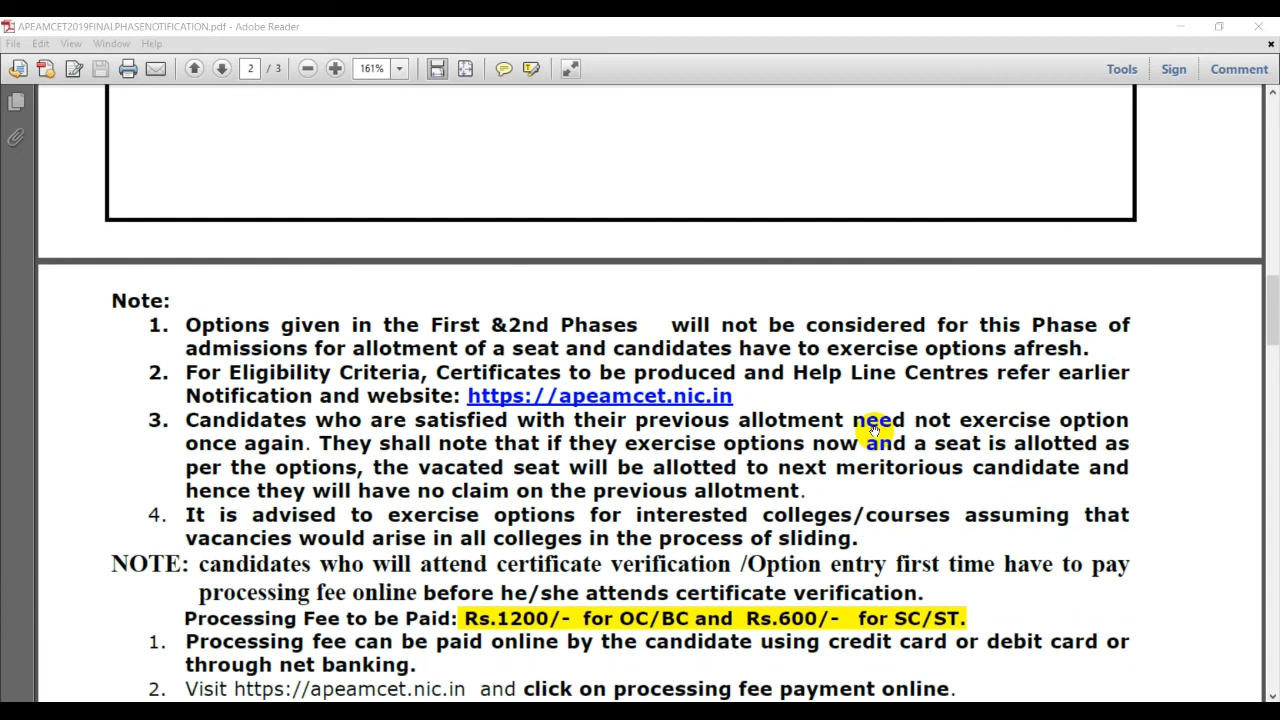 APEAMCET2019FINALPHASENOTIFICATION.pdf - Adobe Reader
File Edit View Window Help
2 / 3 161% Tools Sign Comment
Note:
1. Options given in the First &2nd Phases will not be considered for this Phase of
admissions for allotment of a seat and candidates have to exercise options afresh.
2. For Eligibility Criteria, Certificates to be produced and Help Line Centres refer earlier
Notification and website: https://apeamcet.nic.in
3. Candidates who are satisfied with their previous allotment need not exercise option
once again. They shall note that if they exercise options now and a seat is allotted as
per the options, the vacated seat will be allotted to next meritorious candidate and
hence they will have no claim on the previous allotment.
4. It is advised to exercise options for interested colleges/courses assuming that
vacancies would arise in all colleges in the process of sliding.
NOTE: candidates who will attend certificate verification /Option entry first time have to pay
processing fee online before he/she attends certificate verification.
Processing Fee to be Paid: Rs.1200/- for OC/BC and Rs.600/- for SC/ST.
1. Processing fee can be paid online by the candidate using credit card or debit card or
through net banking.
2. Visit https://apeamcet.nic.in and click on processing fee payment online.